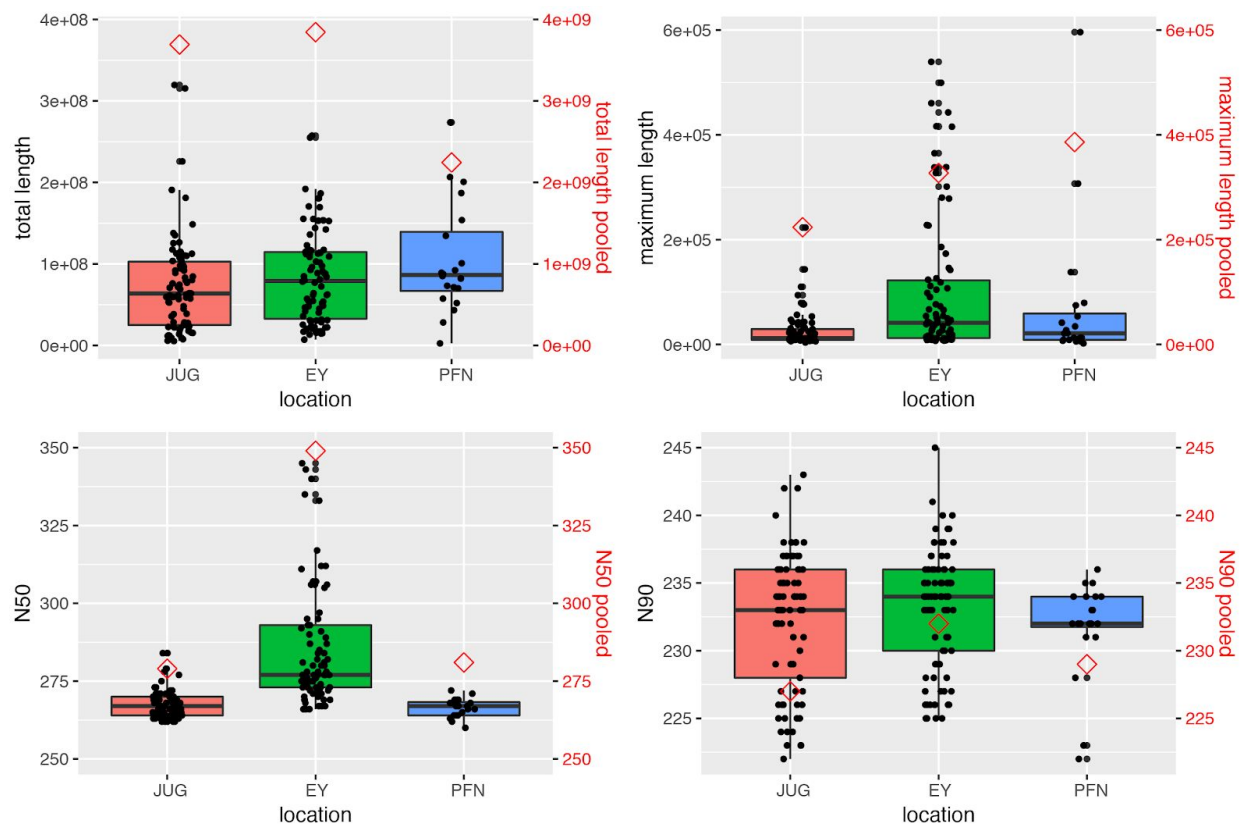 4e+08
3e+08
2e+08
1e+08
0e+00
total length
4e+09
3e+09
2e+09
1e+09
0e+00
total length pooled
JUG EY PFN
location
6e+05
4e+05
2e+05
0e+00
maximum length
6e+05
4e+05
2e+05
0e+00
maximum length pooled
JUG EY PFN
location
350
325
300
275
250
N50
350
325
300
275
250
N50 pooled
JUG EY PFN
location
245
240
235
230
225
N90
245
240
235
230
225
N90 pooled
JUG EY PFN
location